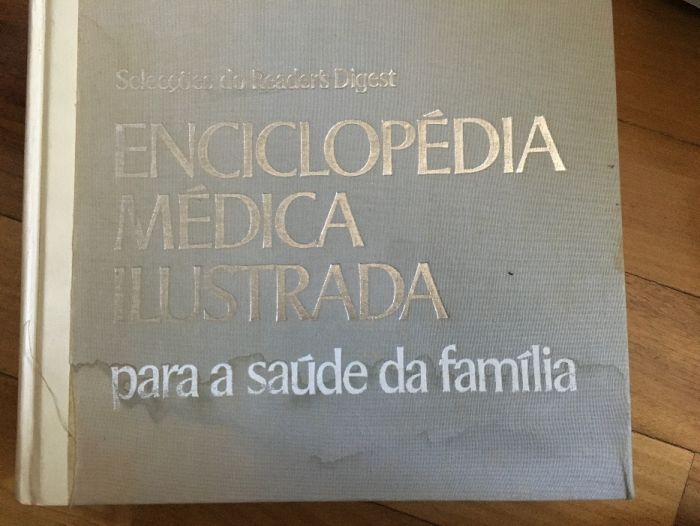 Selecções do Reader's Digest
ENCICLOPÉDIA
MÉDICA
ILUSTRADA
para a saúde da família